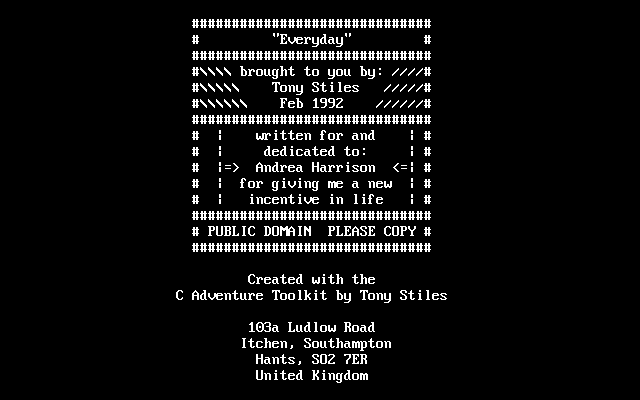 ##############################
#         "Everyday"         #
##############################
#\\\\ brought to you by: ////#
#\\\\\    Tony Stiles   /////#
#\\\\\\    Feb 1992    //////#
##############################
#  ¦    written for and    ¦ #
#  ¦     dedicated to:     ¦ #
#  ¦=>  Andrea Harrison  <=¦ #
#  ¦  for giving me a new  ¦ #
#  ¦   incentive in life   ¦ #
##############################
# PUBLIC DOMAIN  PLEASE COPY #
##############################
Created with the
C Adventure Toolkit by Tony Stiles
103a Ludlow Road
Itchen, Southampton
Hants, SO2 7ER
United Kingdom